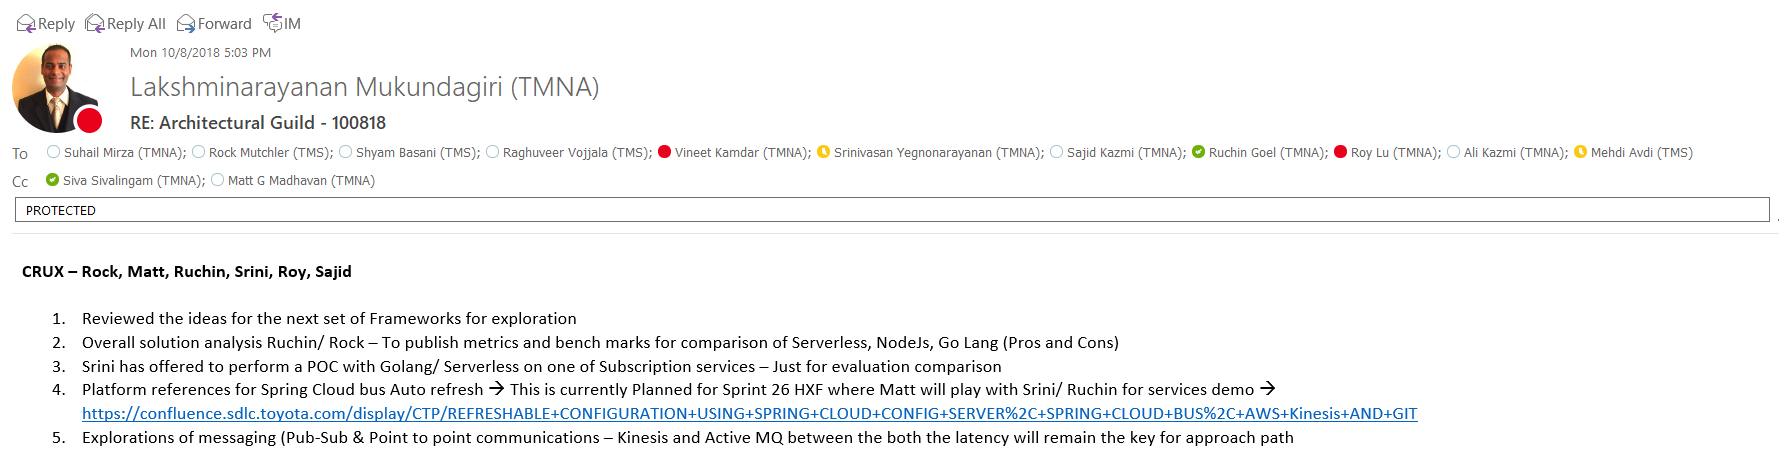 Reply Reply All Forward IM
Mon 10/8/2018 5:03 PM
Lakshminarayanan Mukundagiri (TMNA)
RE: Architectural Guild - 100818
To Suhail Mirza (TMNA); Rock Mutchler (TMS); Shyam Basani (TMS); Raghuveer Vojjala (TMS); Vineet Kamdar (TMNA); Srinivasan Yegnonarayanan (TMNA); Sajid Kazmi (TMNA); Ruchin Goel (TMNA); Roy Lu (TMNA); Ali Kazmi (TMNA); Mehdi Avdi (TMS)
Cc Siva Sivalingam (TMNA); Matt G Madhavan (TMNA)
PROTECTED
CRUX – Rock, Matt, Ruchin, Srini, Roy, Sajid
1. Reviewed the ideas for the next set of Frameworks for exploration
2. Overall solution analysis Ruchin/ Rock – To publish metrics and bench marks for comparison of Serverless, NodeJs, Go Lang (Pros and Cons)
3. Srini has offered to perform a POC with Golang/ Serverless on one of Subscription services – Just for evaluation comparison
4. Platform references for Spring Cloud bus Auto refresh → This is currently Planned for Sprint 26 HXF where Matt will play with Srini/ Ruchin for services demo →
https://confluence.sdlc.toyota.com/display/CTP/REFRESHABLE+CONFIGURATION+USING+SPRING+CLOUD+CONFIG+SERVER%2C+SPRING+CLOUD+BUS%2C+AWS+Kinesis+AND+GIT
5. Explorations of messaging (Pub-Sub & Point to point communications – Kinesis and Active MQ between the both the latency will remain the key for approach path